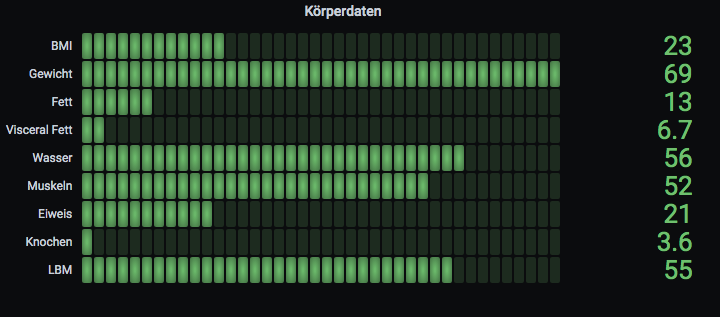 Körperdaten
BMI 23
Gewicht 69
Fett 13
Visceral Fett 6.7
Wasser 56
Muskeln 52
Eiweis 21
Knochen 3.6
LBM 55